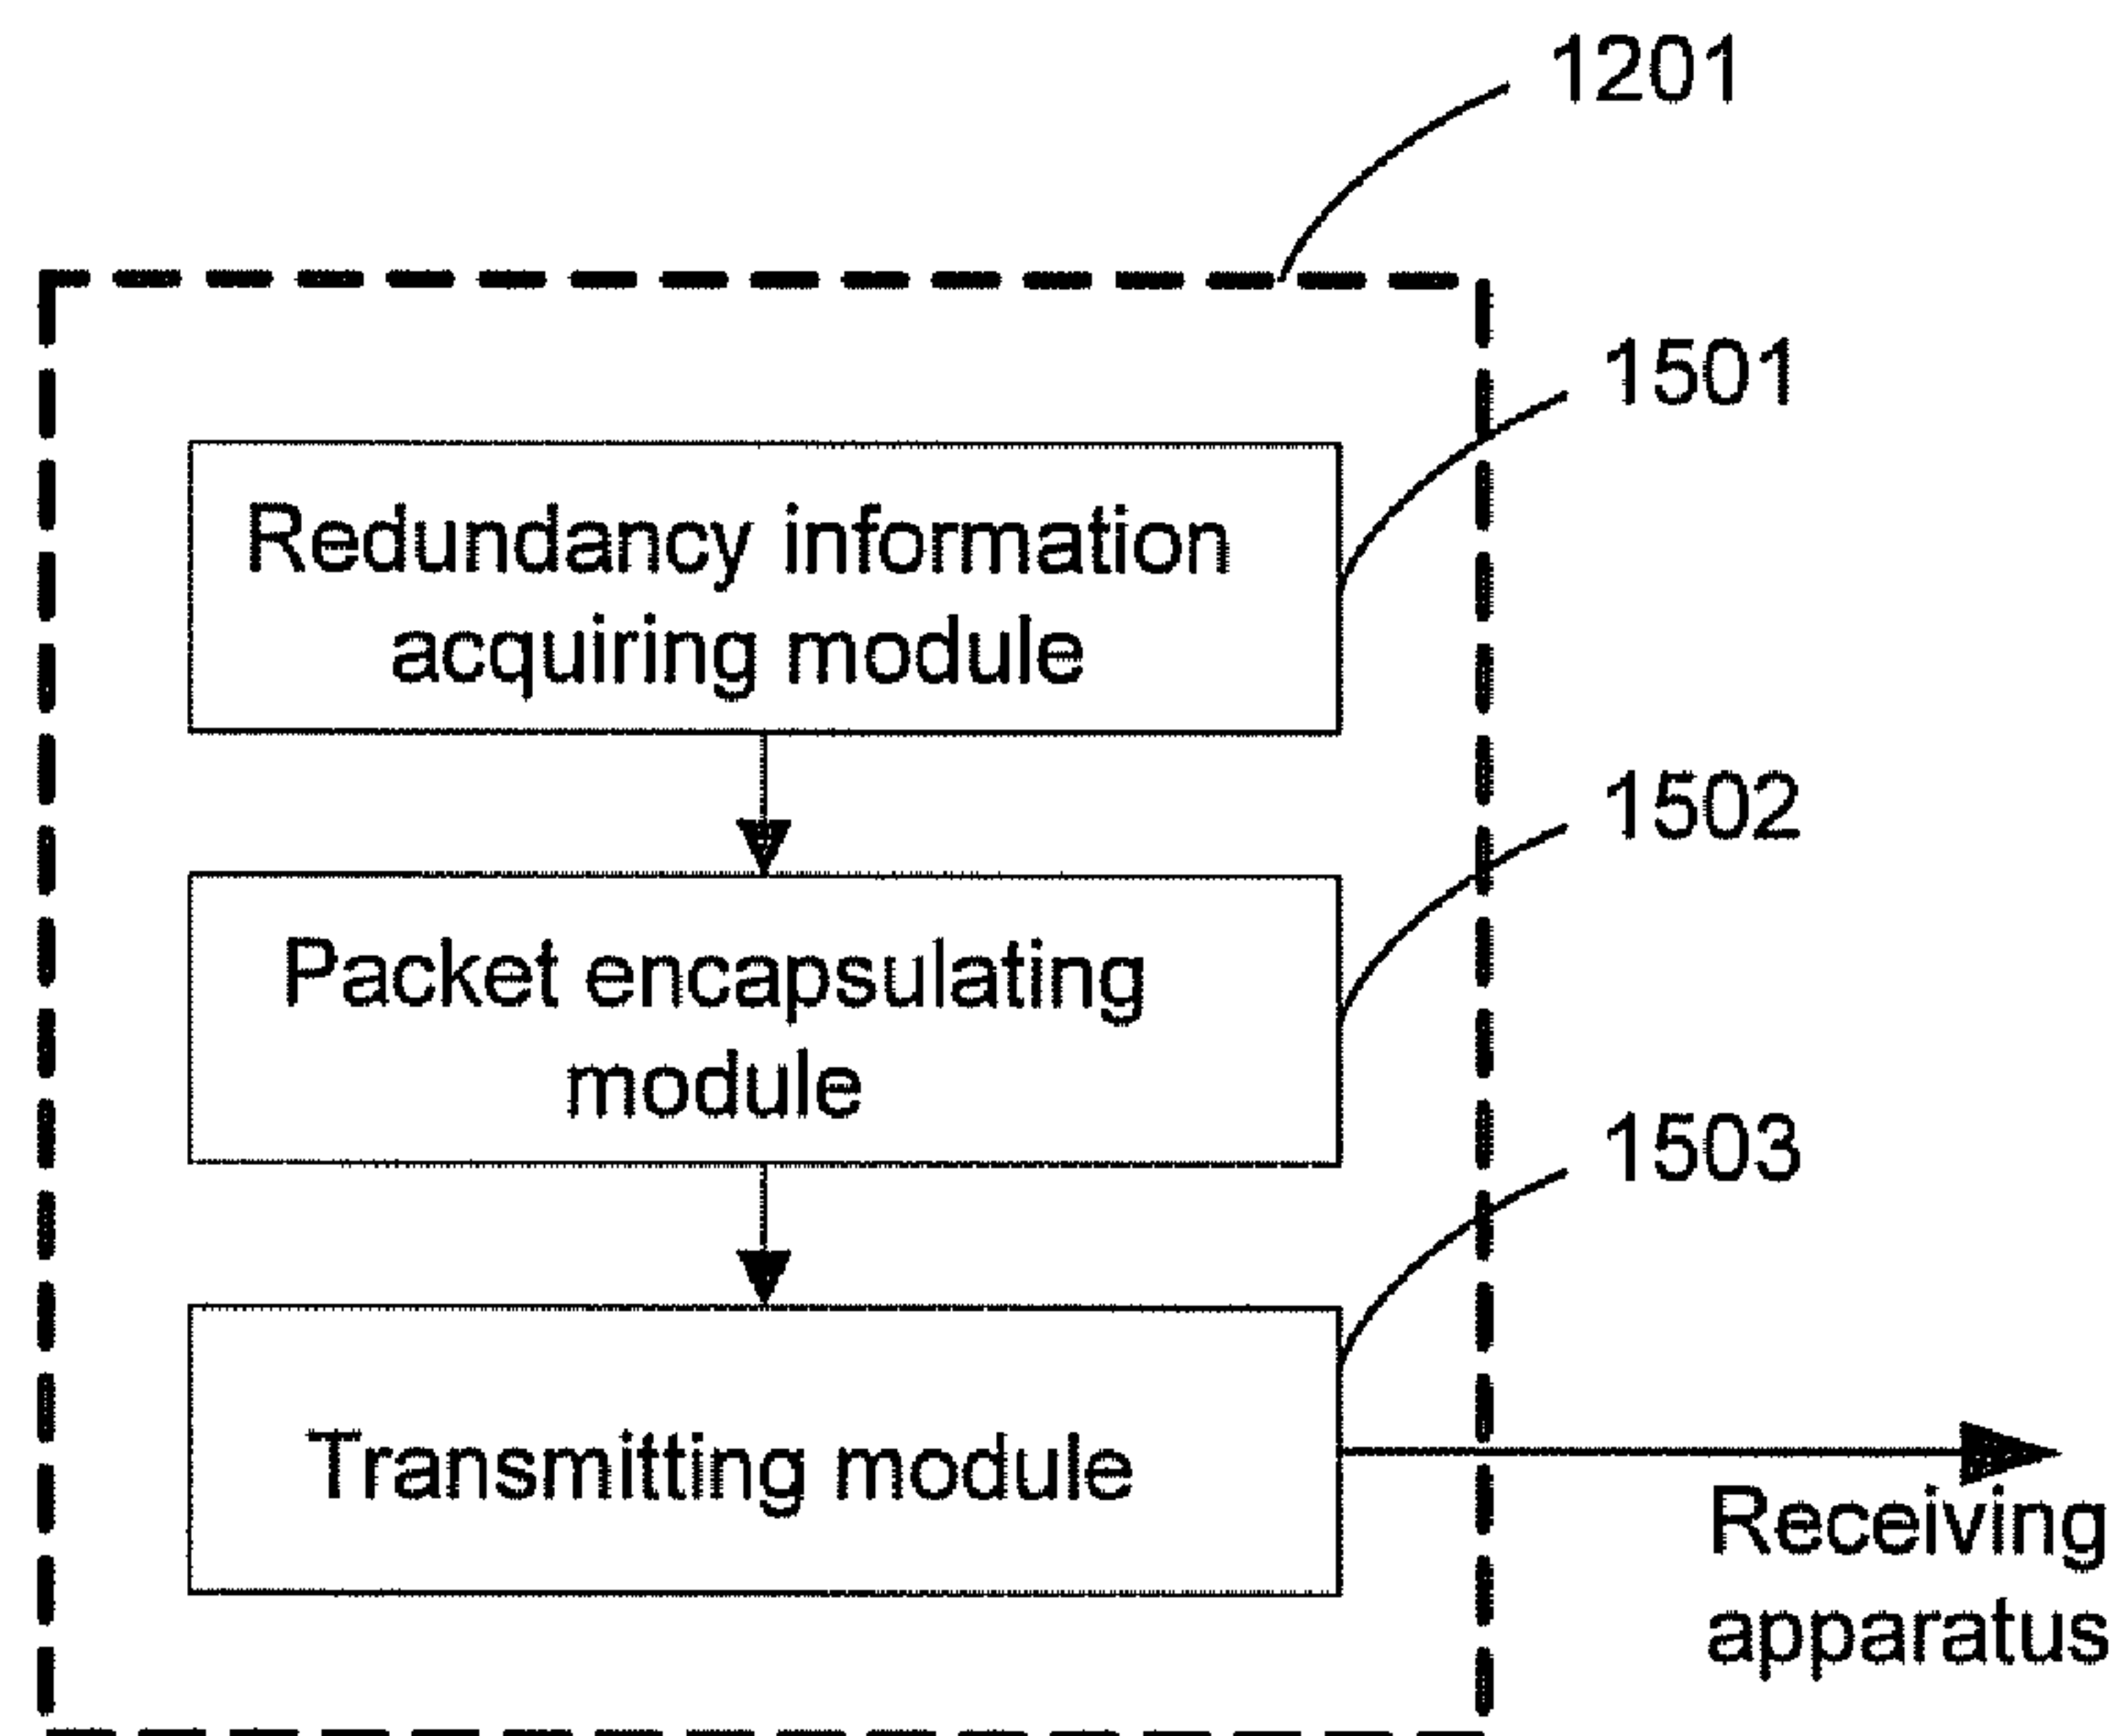 1201
1501
Redundancy information
acquiring module
1502
Packet encapsulating
module
1503
Transmitting module
Receiving
apparatus